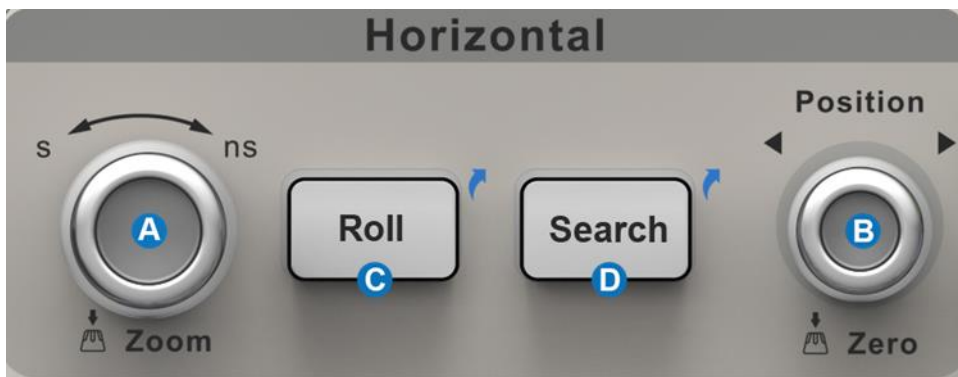 Horizontal
Position
s
ns
A
Roll
Search
B
C
D
Zoom
Zero